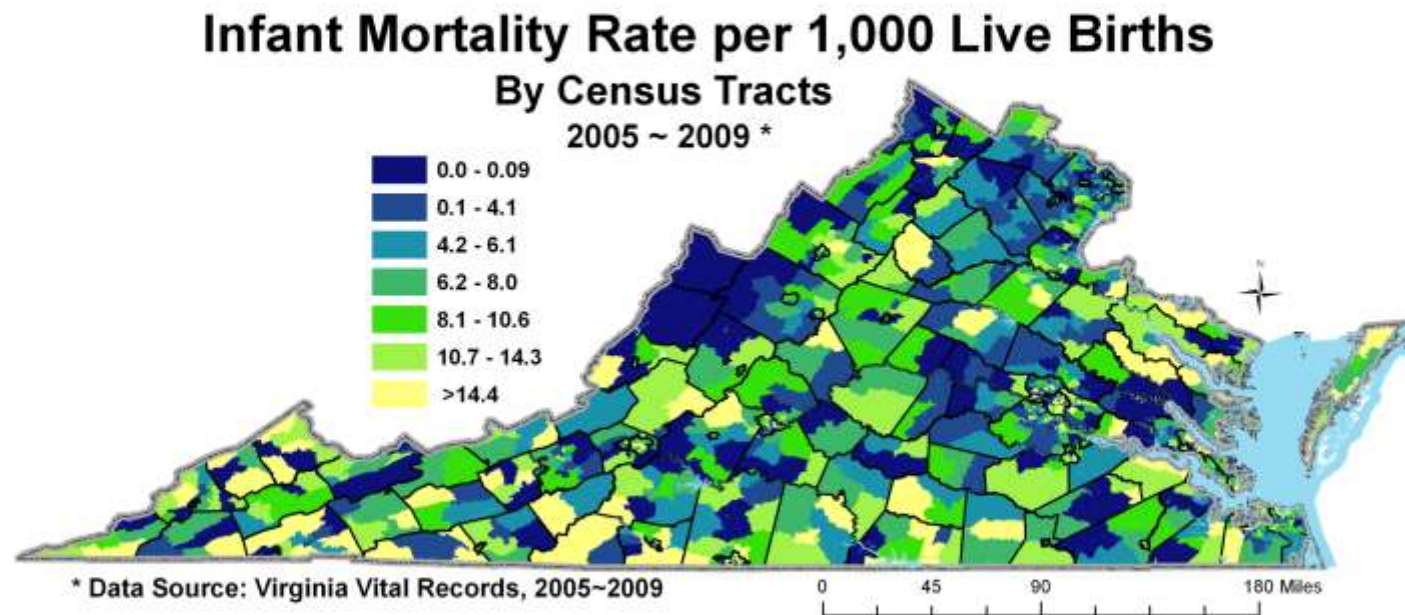 Infant Mortality Rate per 1,000 Live Births
By Census Tracts
2005 ~ 2009 *
0.0 - 0.09
0.1 - 4.1
4.2 - 6.1
6.2 - 8.0
8.1 - 10.6
10.7 - 14.3
>14.4
N
* Data Source: Virginia Vital Records, 2005~2009
0 45 90 180 Miles